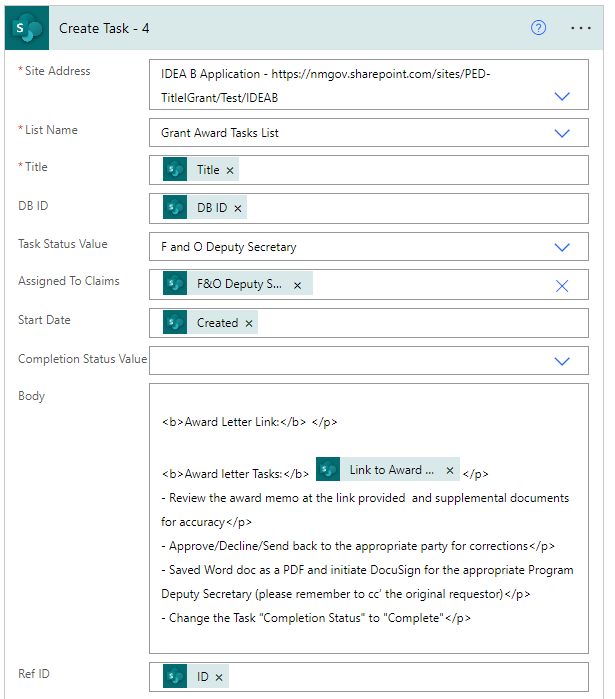 Create Task - 4
* Site Address
IDEA B Application - https://nmgov.sharepoint.com/sites/PED-
TitleIGrant/Test/IDEAB
* List Name
Grant Award Tasks List
* Title
Title ×
DB ID
DB ID ×
Task Status Value
F and O Deputy Secretary
Assigned To Claims
F&O Deputy S... ×
Start Date
Created ×
Completion Status Value
Body
<b>Award Letter Link:</b> </p>
<b>Award letter Tasks:</b> Link to Award ... × </p>
- Review the award memo at the link provided  and supplemental documents
for accuracy</p>
- Approve/Decline/Send back to the appropriate party for corrections</p>
- Saved Word doc as a PDF and initiate DocuSign for the appropriate Program
Deputy Secretary (please remember to cc' the original requestor)</p>
- Change the Task "Completion Status" to "Complete"</p>
Ref ID
ID ×